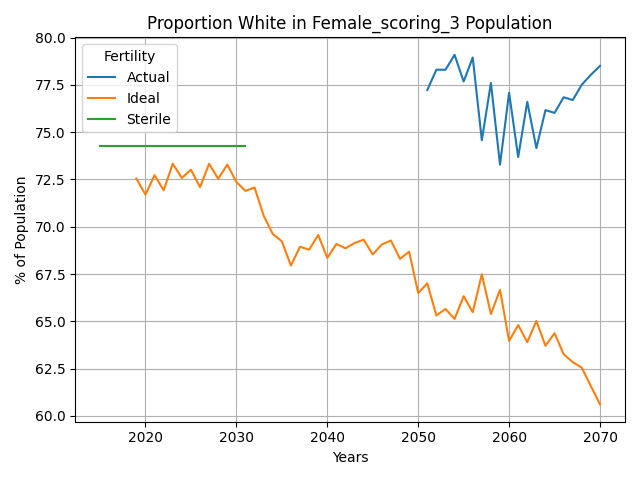 Proportion White in Female_scoring_3 Population
Fertility
Actual
Ideal
Sterile
% of Population
80.0
77.5
75.0
72.5
70.0
67.5
65.0
62.5
60.0
2020 2030 2040 2050 2060 2070
Years